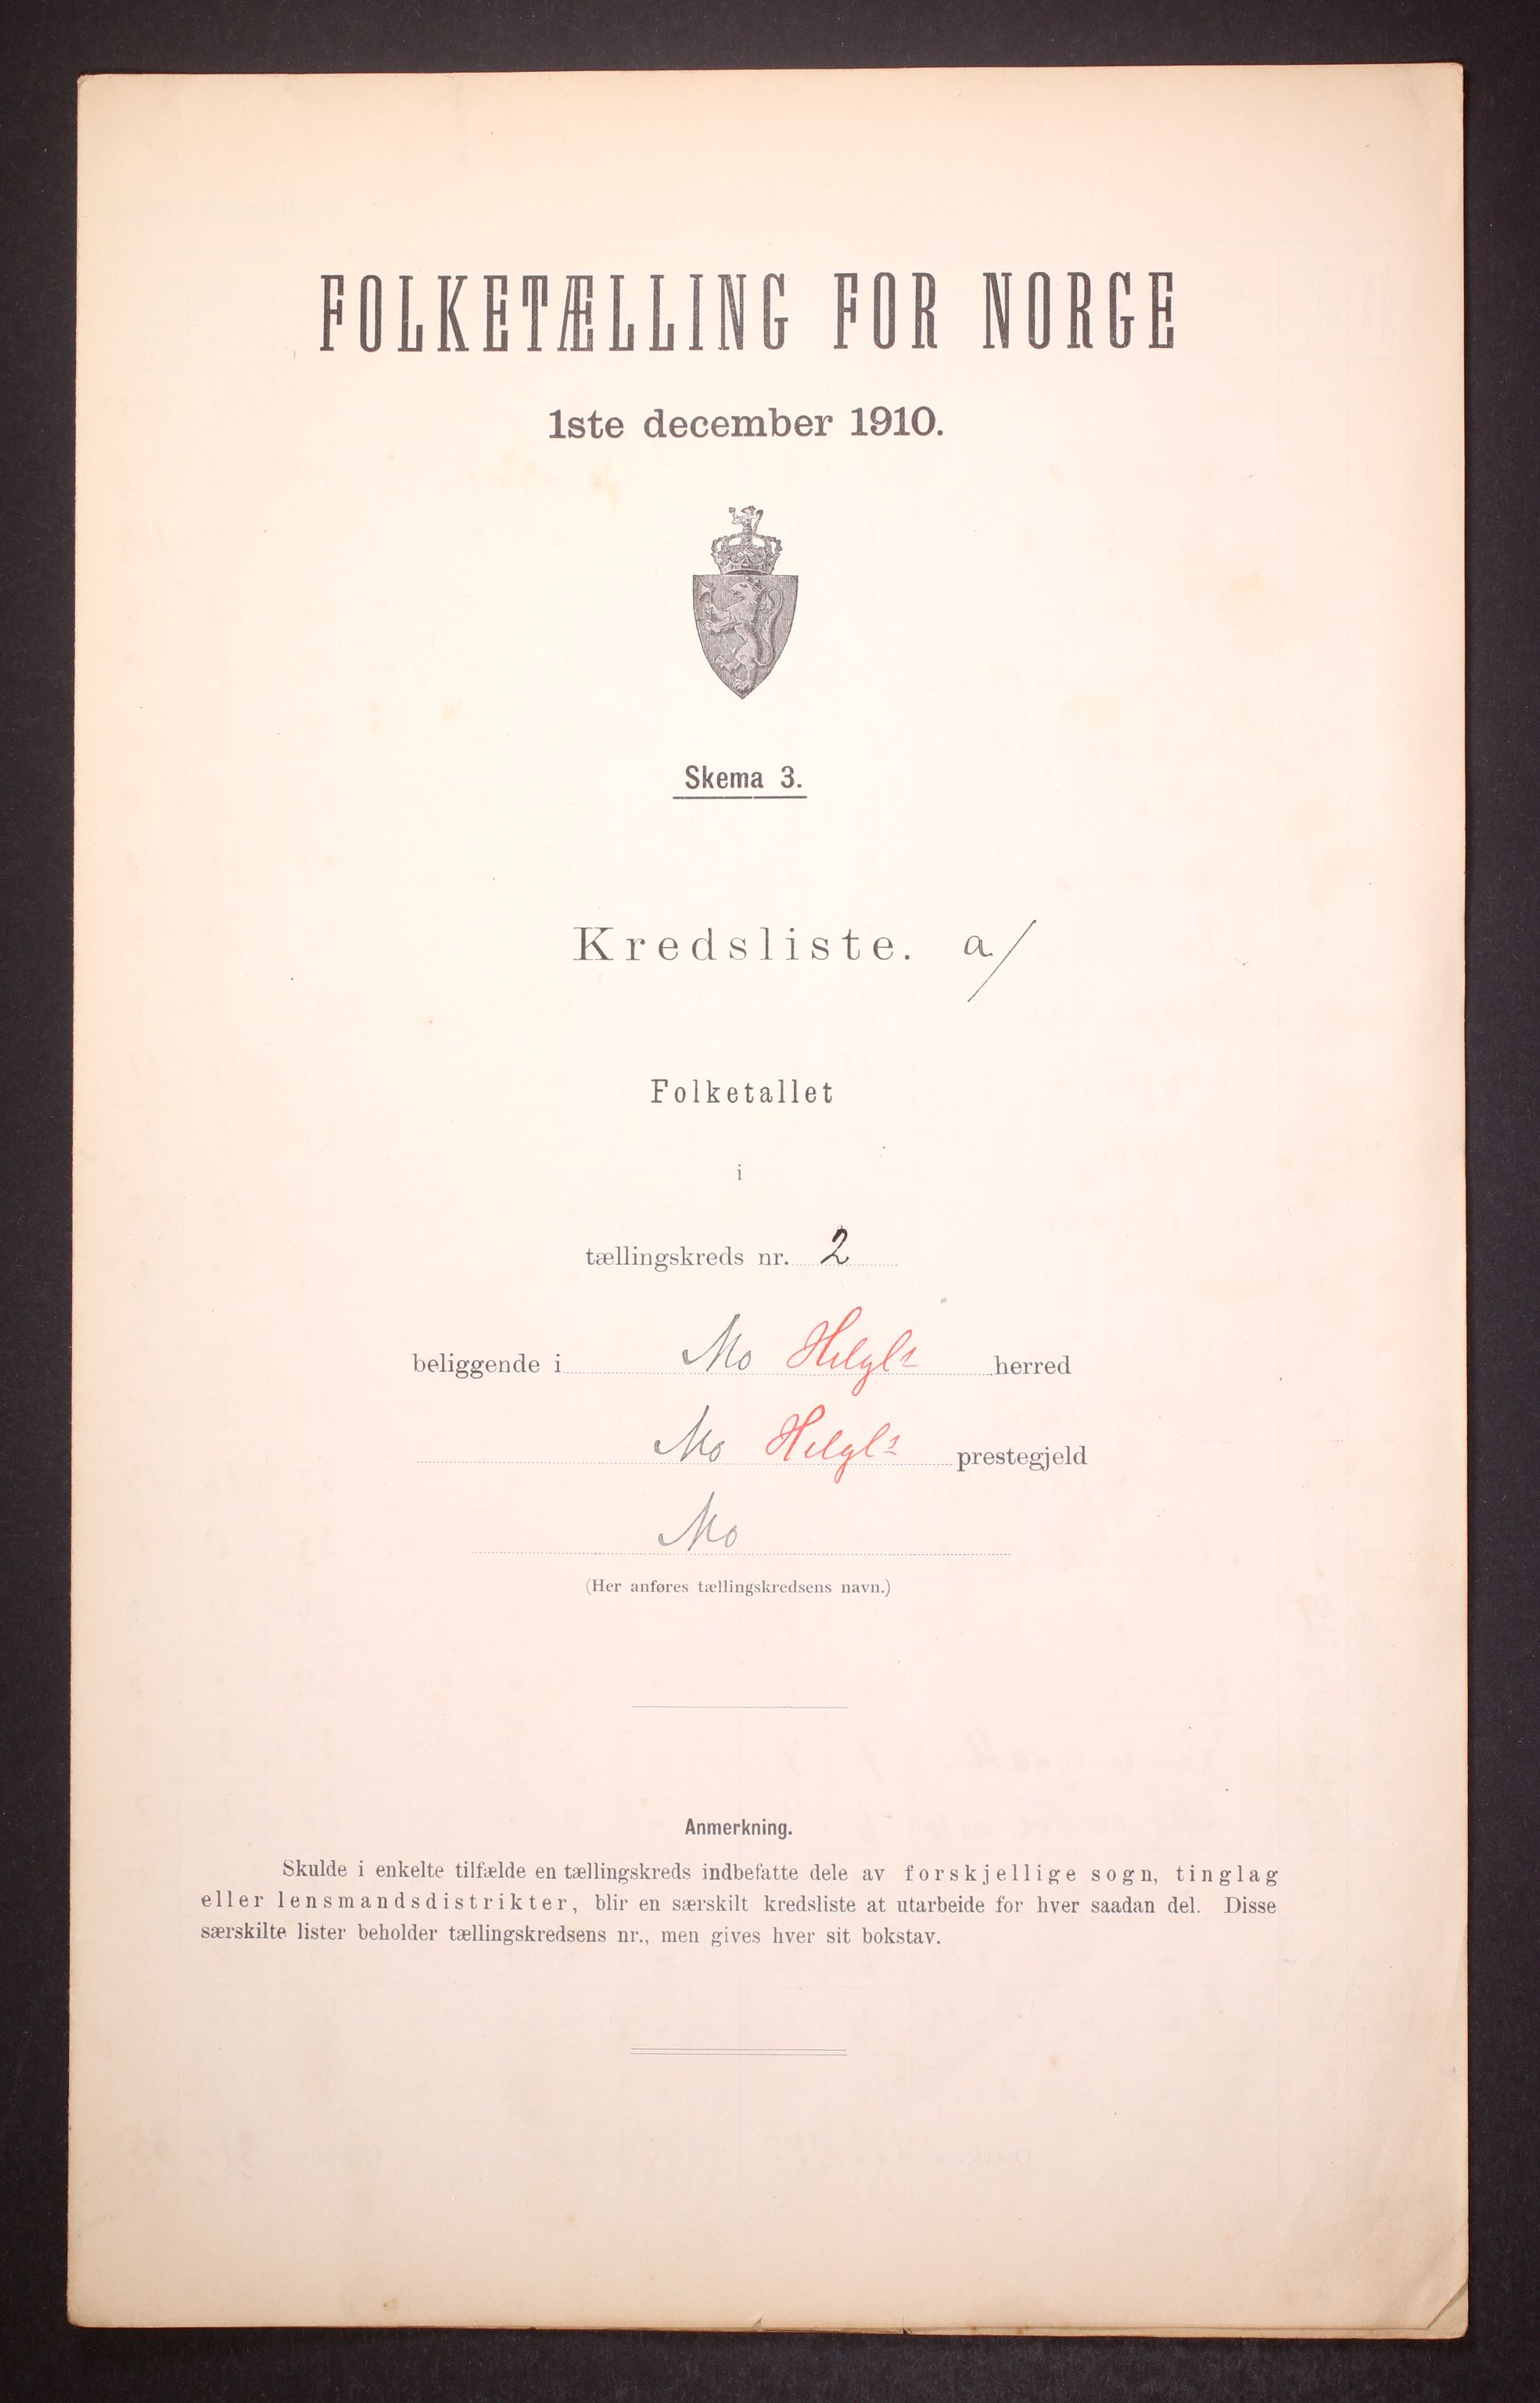 FOLKETÆLLING FOR NORGE
1ste december 1910.
Skema 3.
Kredsliste. a/
Folketallet
i
tællingskreds nr. 2
beliggende i Mo Helgl. herred
Mo Helgl. prestegjeld
Mo
(Her anføres tællingskredsens navn.)
Anmerkning.
Skulde i enkelte tilfælde en tællingskreds indbefatte dele av forskjellige sogn, tinglag
eller lensmandsdistrikter, blir en særskilt kredsliste at utarbeide for hver saadan del. Disse
særskilte lister beholder tællingskredsens nr., men gives hver sit bokstav.